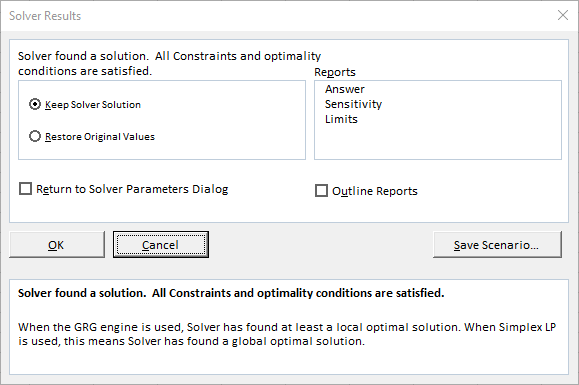 Solver Results
Solver found a solution.  All Constraints and optimality
conditions are satisfied.
Reports
Keep Solver Solution
Restore Original Values
Answer
Sensitivity
Limits
Return to Solver Parameters Dialog
Outline Reports
OK
Cancel
Save Scenario...
Solver found a solution.  All Constraints and optimality conditions are satisfied.
When the GRG engine is used, Solver has found at least a local optimal solution. When Simplex LP
is used, this means Solver has found a global optimal solution.